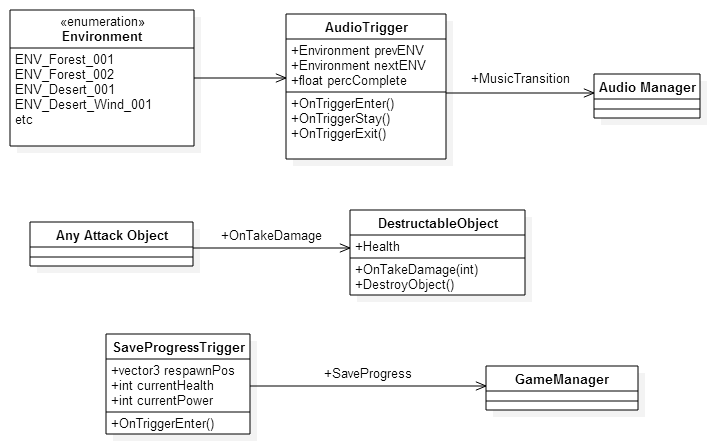 «enumeration»
Environment
ENV_Forest_001
ENV_Forest_002
ENV_Desert_001
ENV_Desert_Wind_001
etc
AudioTrigger
+Environment prevENV
+Environment nextENV
+float percComplete
+OnTriggerEnter()
+OnTriggerStay()
+OnTriggerExit()
+MusicTransition
Audio Manager
Any Attack Object
+OnTakeDamage
DestructableObject
+Health
+OnTakeDamage(int)
+DestroyObject()
SaveProgressTrigger
+vector3 respawnPos
+int currentHealth
+int currentPower
+OnTriggerEnter()
+SaveProgress
GameManager